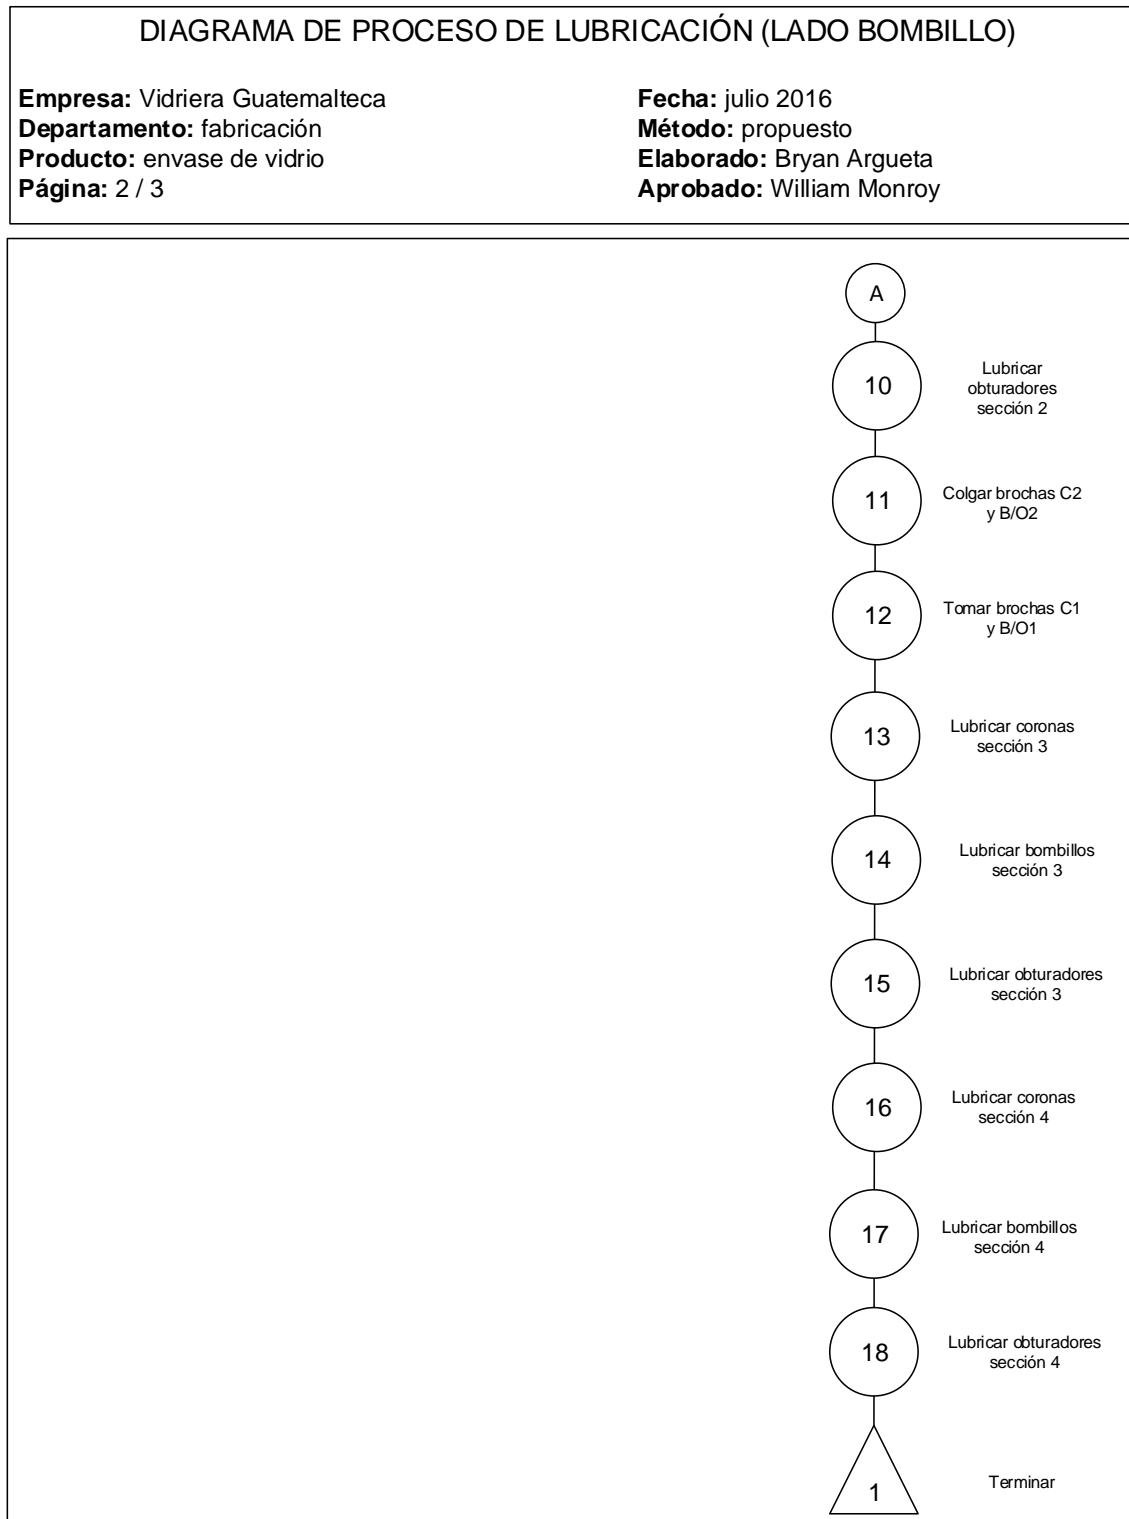 DIAGRAMA DE PROCESO DE LUBRICACIÓN (LADO BOMBILLO)
Empresa: Vidriera Guatemalteca
Departamento: fabricación
Producto: envase de vidrio
Página: 2 / 3
Fecha: julio 2016
Método: propuesto
Elaborado: Bryan Argueta
Aprobado: William Monroy
A
10
Lubricar
obturadores
sección 2
11
Colgar brochas C2
y B/O2
12
Tomar brochas C1
y B/O1
13
Lubricar coronas
sección 3
14
Lubricar bombillos
sección 3
15
Lubricar obturadores
sección 3
16
Lubricar coronas
sección 4
17
Lubricar bombillos
sección 4
18
Lubricar obturadores
sección 4
1
Terminar